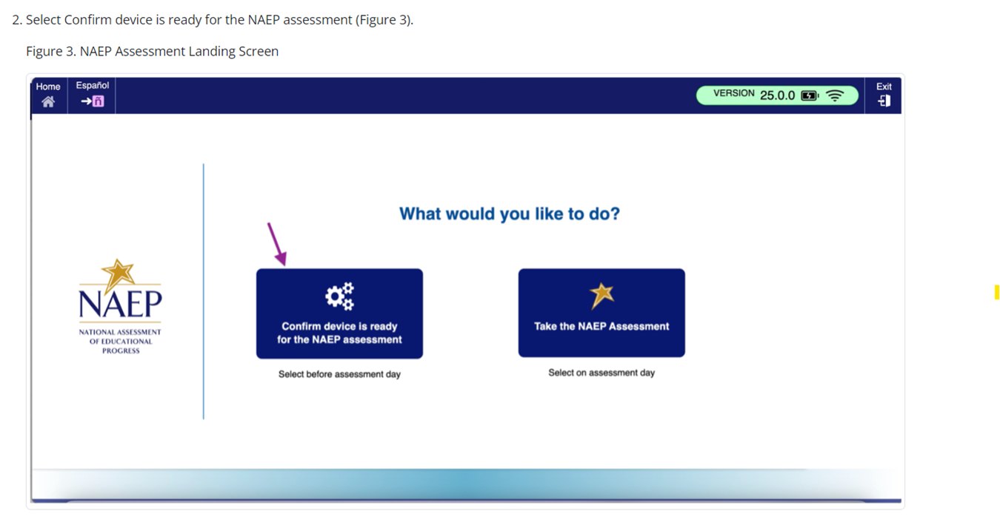 2. Select Confirm device is ready for the NAEP assessment (Figure 3).
Figure 3. NAEP Assessment Landing Screen
Home
Español
ñ
VERSION 25.0.0
Exit
What would you like to do?
NAEP
NATIONAL ASSESSMENT
OF EDUCATIONAL
PROGRESS
Confirm device is ready
for the NAEP assessment
Select before assessment day
Take the NAEP Assessment
Select on assessment day